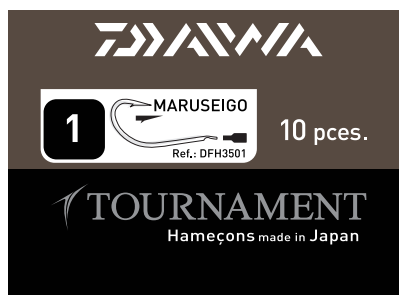 DAIWA
1
MARUSEIGO
Ref.: DFH3501
10 pces.
TOURNAMENT
Hameçons made in Japan